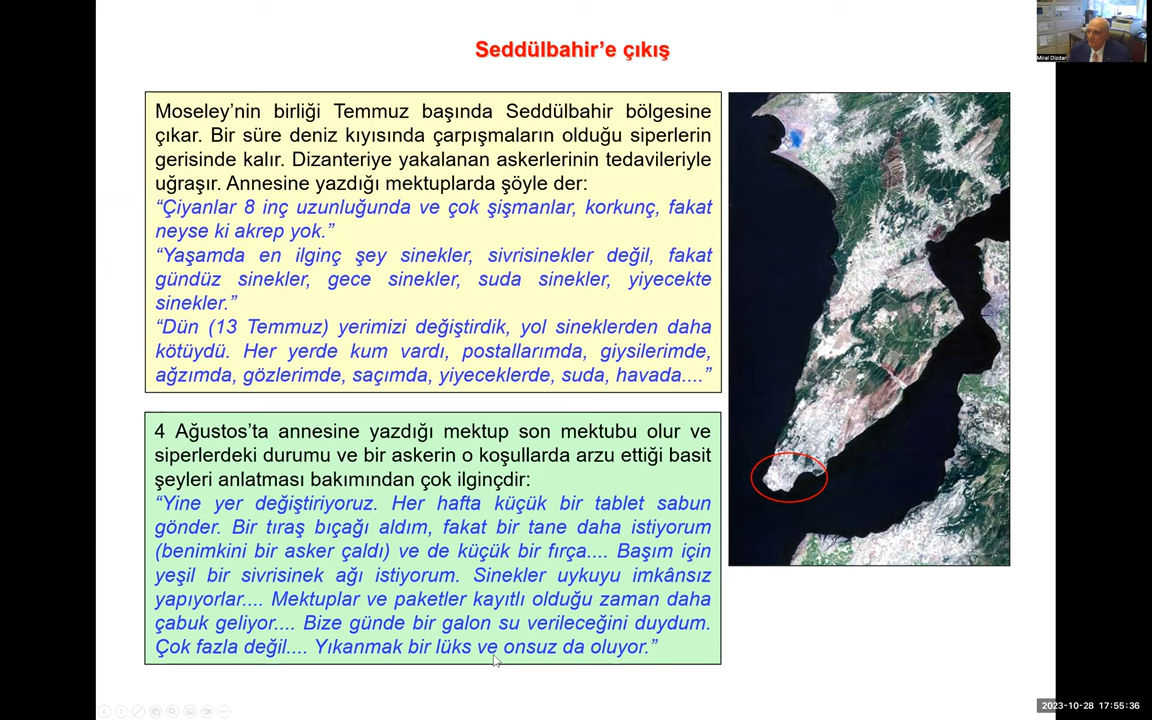 Seddülbahir’e çıkış
Miral Dizdar
Moseley’nin birliği Temmuz başında Seddülbahir bölgesine
çıkar. Bir süre deniz kıyısında çarpışmaların olduğu siperlerin
gerisinde kalır. Dizanteriye yakalanan askerlerinin tedavileriyle
uğraşır. Annesine yazdığı mektuplarda şöyle der:
“Çiyanlar 8 inç uzunluğunda ve çok şişmanlar, korkunç, fakat
neyse ki akrep yok.”
“Yaşamda en ilginç şey sinekler, sivrisinekler değil, fakat
gündüz sinekler, gece sinekler, suda sinekler, yiyecekte
sinekler.”
“Dün (13 Temmuz) yerimizi değiştirdik, yol sineklerden daha
kötüydü. Her yerde kum vardı, postallarımda, giysilerimde,
ağzımda, gözlerimde, saçımda, yiyeceklerde, suda, havada....”
4 Ağustos’ta annesine yazdığı mektup son mektubu olur ve
siperlerdeki durumu ve bir askerin o koşullarda arzu ettiği basit
şeyleri anlatması bakımından çok ilginçdir:
“Yine yer değiştiriyoruz. Her hafta küçük bir tablet sabun
gönder. Bir tıraş bıçağı aldım, fakat bir tane daha istiyorum
(benimkini bir asker çaldı) ve de küçük bir fırça.... Başım için
yeşil bir sivrisinek ağı istiyorum. Sinekler uykuyu imkânsız
yapıyorlar.... Mektuplar ve paketler kayıtlı olduğu zaman daha
çabuk geliyor.... Bize günde bir galon su verileceğini duydum.
Çok fazla değil.... Yıkanmak bir lüks ve onsuz da oluyor.”
2023-10-28 17:55:36